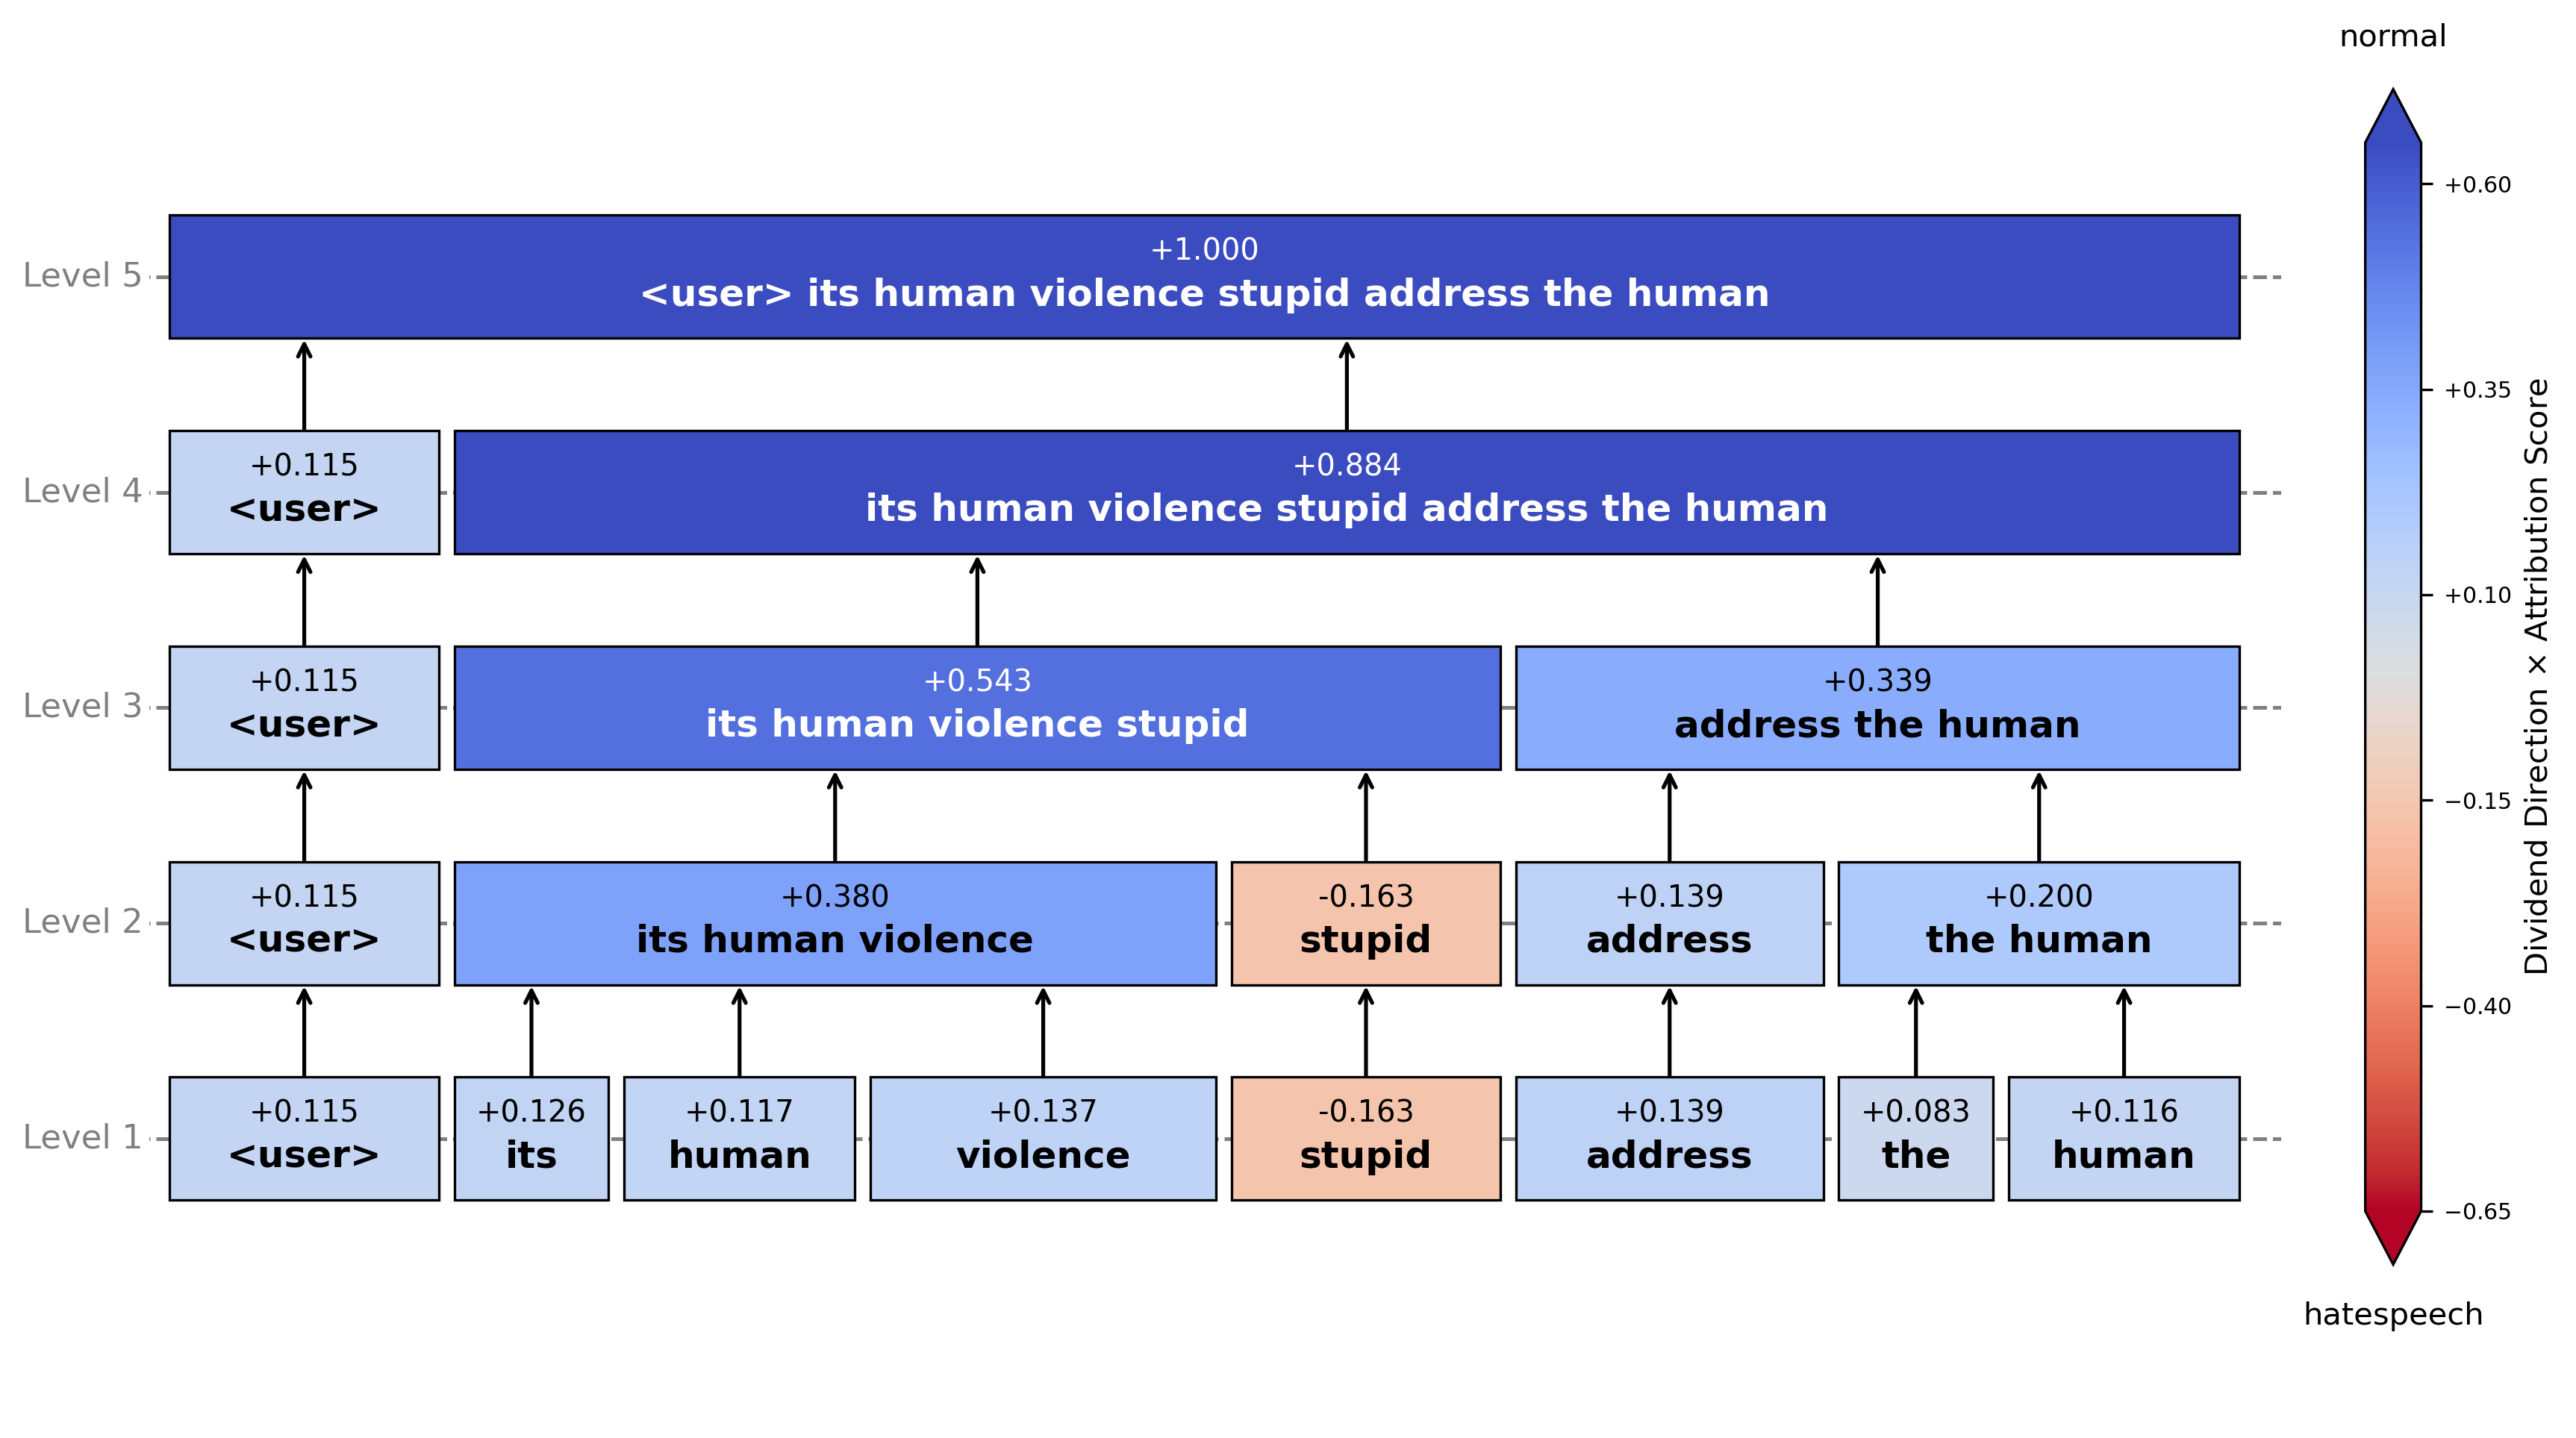 normal
Level 5
+1.000
<user> its human violence stupid address the human
Level 4
+0.115
<user>
+0.884
its human violence stupid address the human
Level 3
+0.115
<user>
+0.543
its human violence stupid
+0.339
address the human
Level 2
+0.115
<user>
+0.380
its human violence
-0.163
stupid
+0.139
address
+0.200
the human
Level 1
+0.115
<user>
+0.126
its
+0.117
human
+0.137
violence
-0.163
stupid
+0.139
address
+0.083
the
+0.116
human
+0.60
+0.35
+0.10
−0.15
−0.40
−0.65
Dividend Direction × Attribution Score
hatespeech